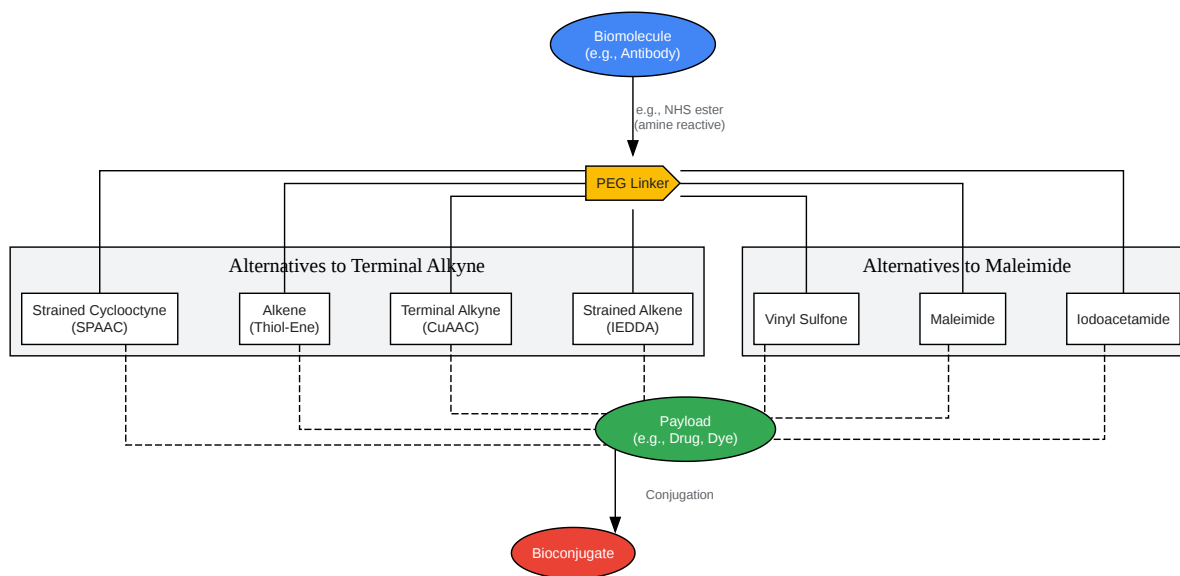 Biomolecule
(e.g., Antibody)
e.g., NHS ester
(amine reactive)
PEG Linker
Alternatives to Terminal Alkyne
Alternatives to Maleimide
Strained Cyclooctyne
(SPAAC)
Alkene
(Thiol-Ene)
Terminal Alkyne
(CuAAC)
Strained Alkene
(IEDDA)
Vinyl Sulfone
Maleimide
Iodoacetamide
Payload
(e.g., Drug, Dye)
Conjugation
Bioconjugate